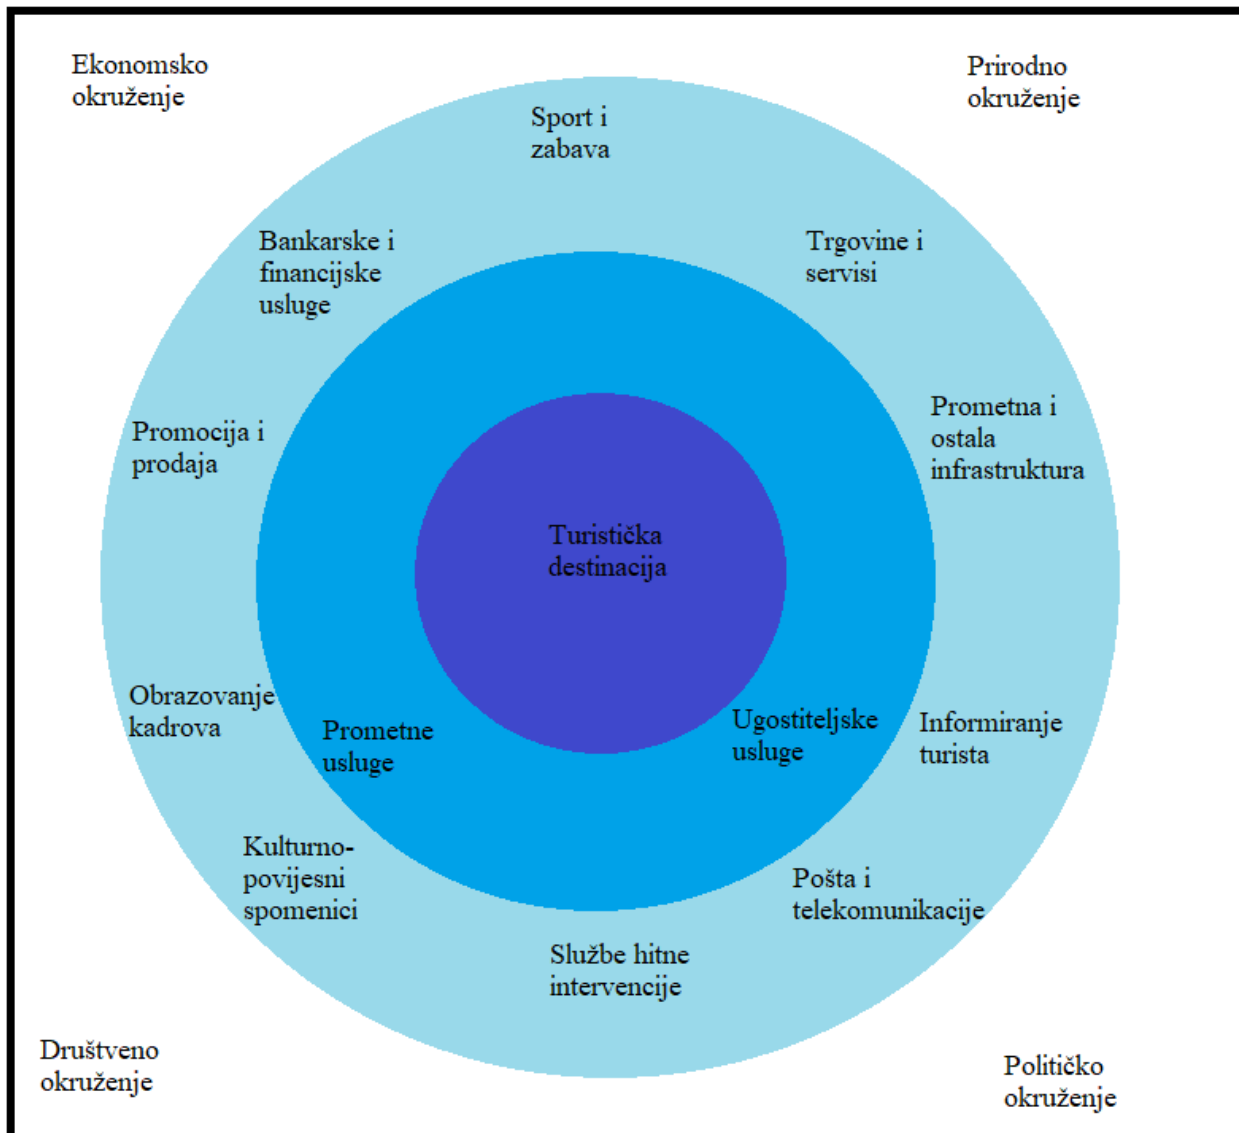 Ekonomsko
okruženje
Prirodno
okruženje
Sport i
zabava
Bankarske i
financijske
usluge
Trgovine i
servisi
Promocija i
prodaja
Prometna i
ostala
infrastruktura
Turistička
destinacija
Obrazovanje
kadrova
Prometne
usluge
Ugostiteljske
usluge
Informiranje
turista
Kulturno-
povijesni
spomenici
Pošta i
telekomunikacije
Službe hitne
intervencije
Društveno
okruženje
Političko
okruženje